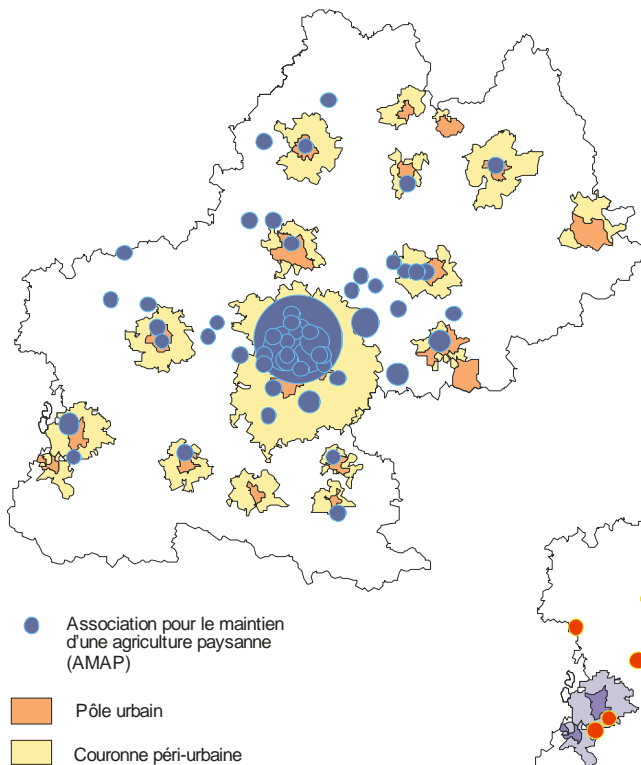 Association pour le maintien
d'une agriculture paysanne
(AMAP)
Pôle urbain
Couronne péri-urbaine